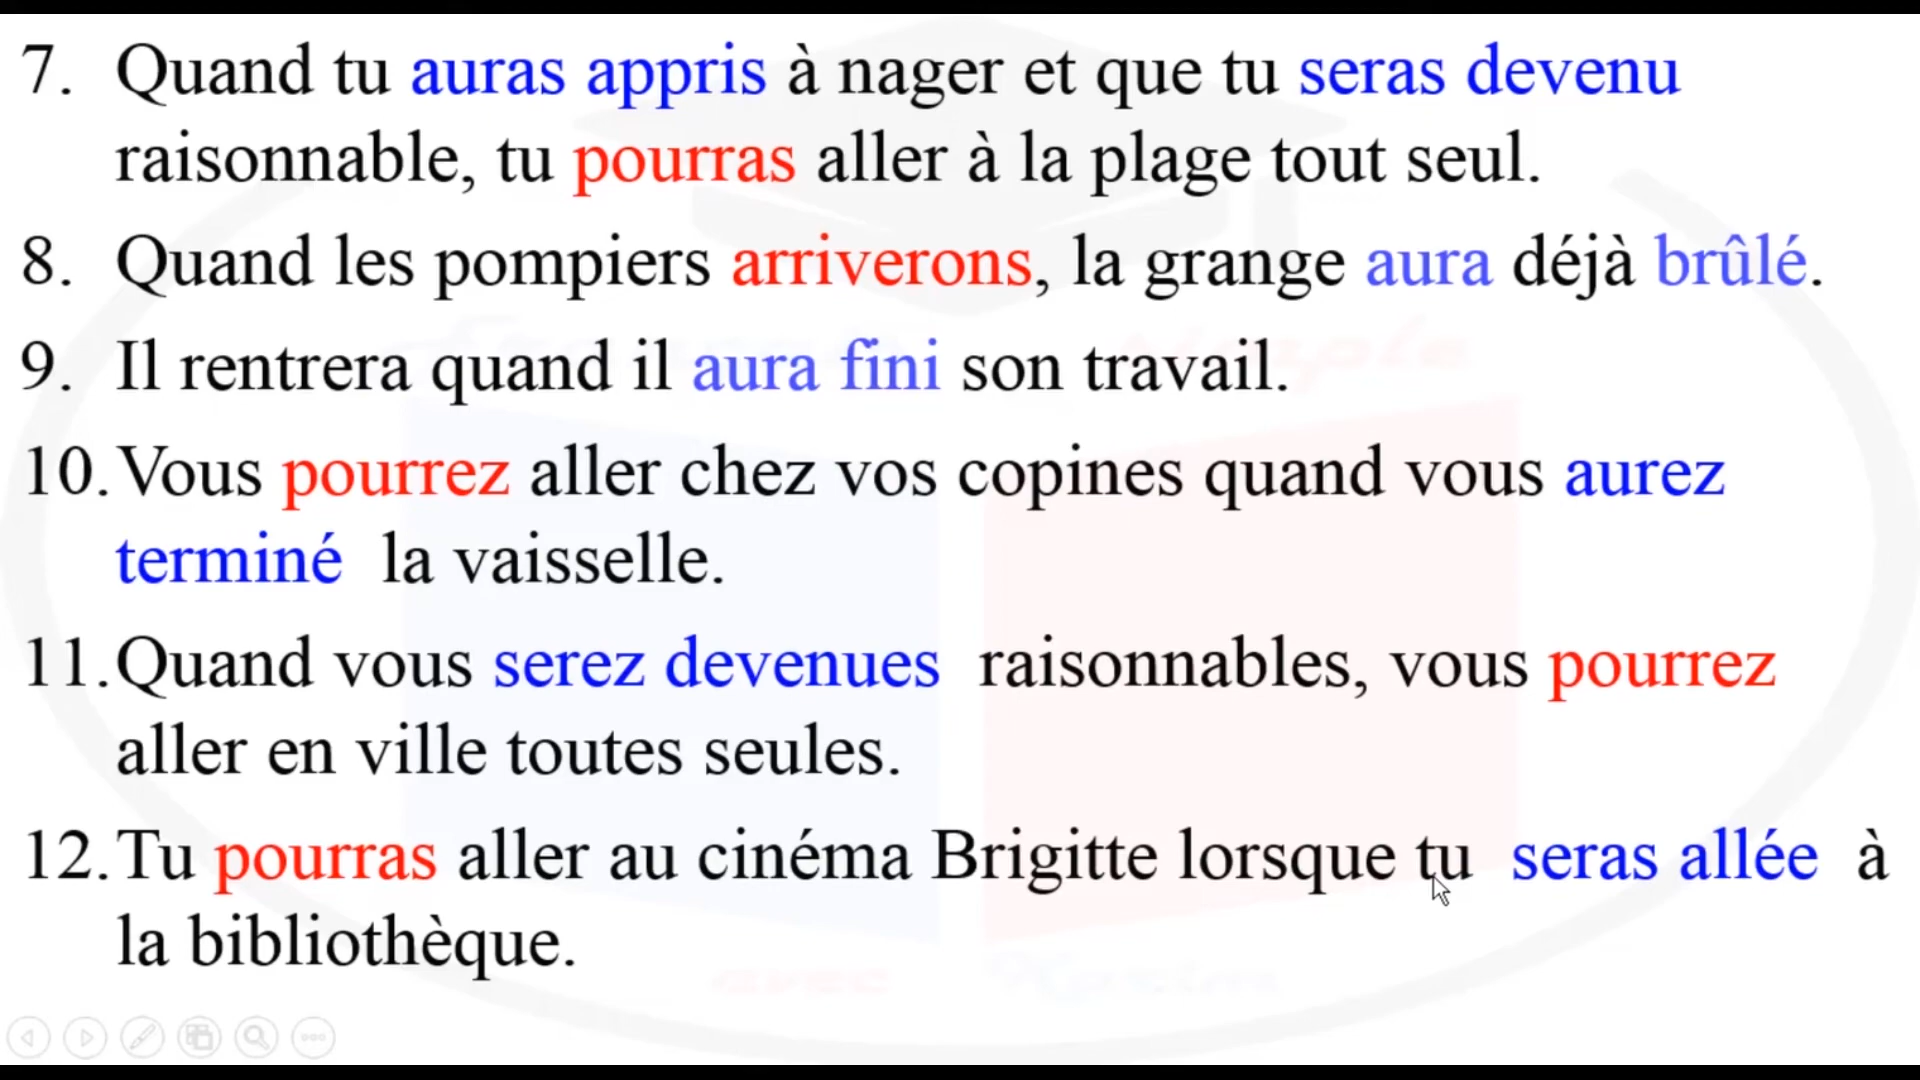 7. Quand tu auras appris à nager et que tu seras devenu
raisonnable, tu pourras aller à la plage tout seul.
8. Quand les pompiers arriverons, la grange aura déjà brûlé.
9. Il rentrera quand il aura fini son travail.
10. Vous pourrez aller chez vos copines quand vous aurez
terminé la vaisselle.
11. Quand vous serez devenues raisonnables, vous pourrez
aller en ville toutes seules.
12. Tu pourras aller au cinéma Brigitte lorsque tu seras allée à
la bibliothèque.
avec